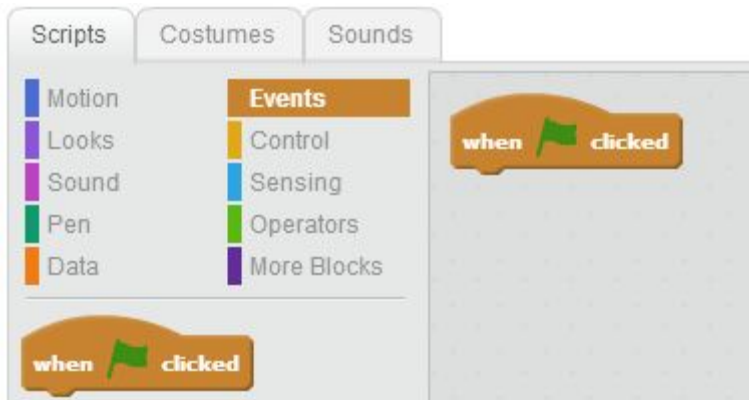 Scripts Costumes Sounds
Motion Events
Looks Control
Sound Sensing
Pen Operators
Data More Blocks
when clicked
when clicked